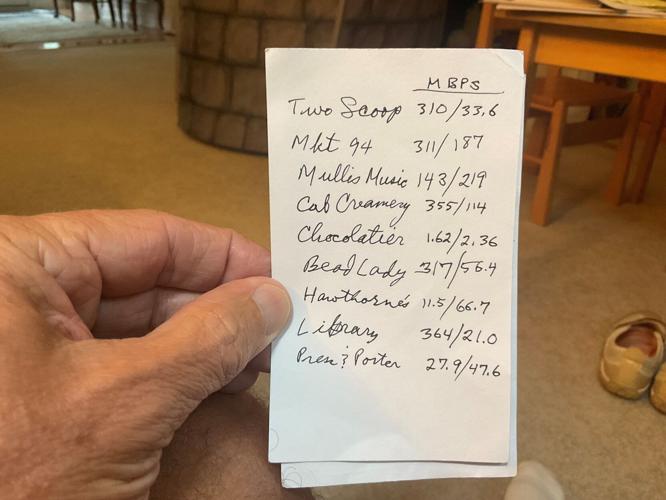 MBPS
Two Scoop 310/33.6
Mkt 94 311/187
Mullis Music 143/219
Cab Creamery 355/114
Chocolatier 1.62/2.36
Bead Lady 317/56.4
Hawthorne's 11.5/66.7
Library 364/21.0
& Porter 27.9/47.6